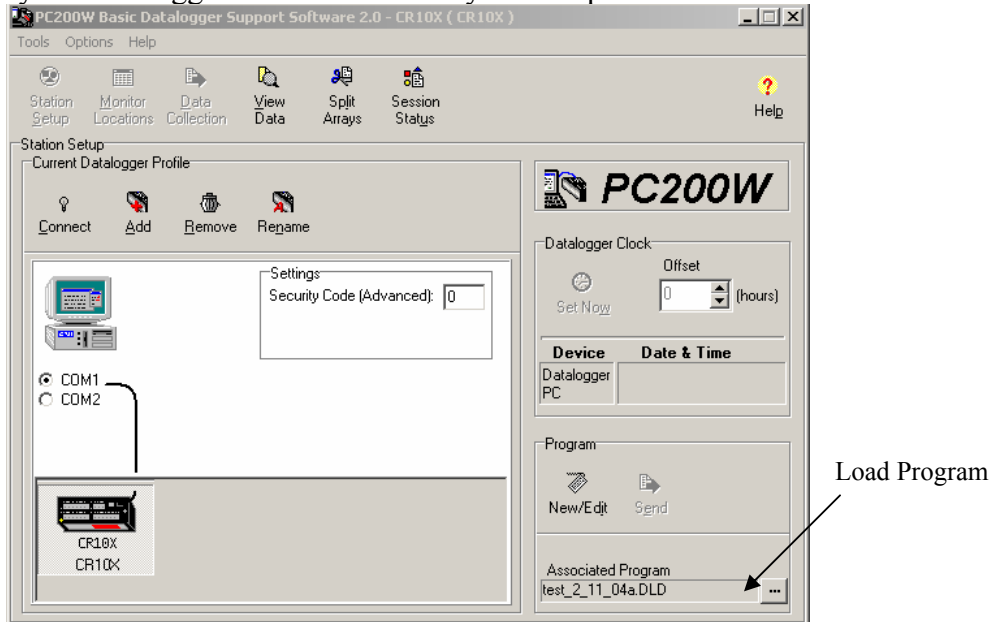 PC200W Basic Datalogger Support Software 2.0 - CR10X ( CR10X )
Tools Options Help
Station Setup
Monitor Locations
Data Collection
View Data
Split Arrays
Session Status
Help
Station Setup
Current Datalogger Profile
Connect Add Remove Rename
PC200W
Settings
Security Code (Advanced): 0
Datalogger Clock
Set Now
Offset
0 (hours)
Device Date & Time
Datalogger
PC
COM1
COM2
Program
New/Edit Send
Load Program
CR10X
CR10X
Associated Program
test_2_11_04a.DLD ...